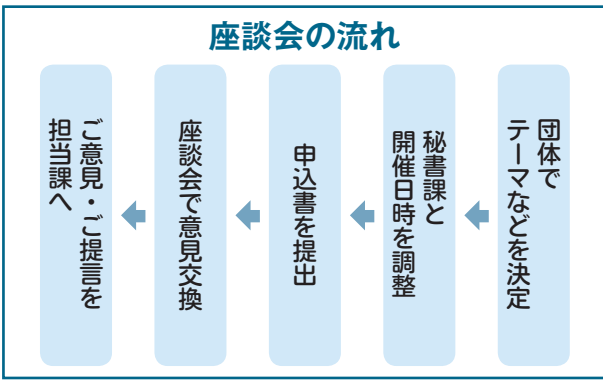 座談会の流れ
団体で
テーマなどを決定
秘書課と
開催日時を調整
申込書を提出
座談会で意見交換
ご意見・ご提言を
担当課へ